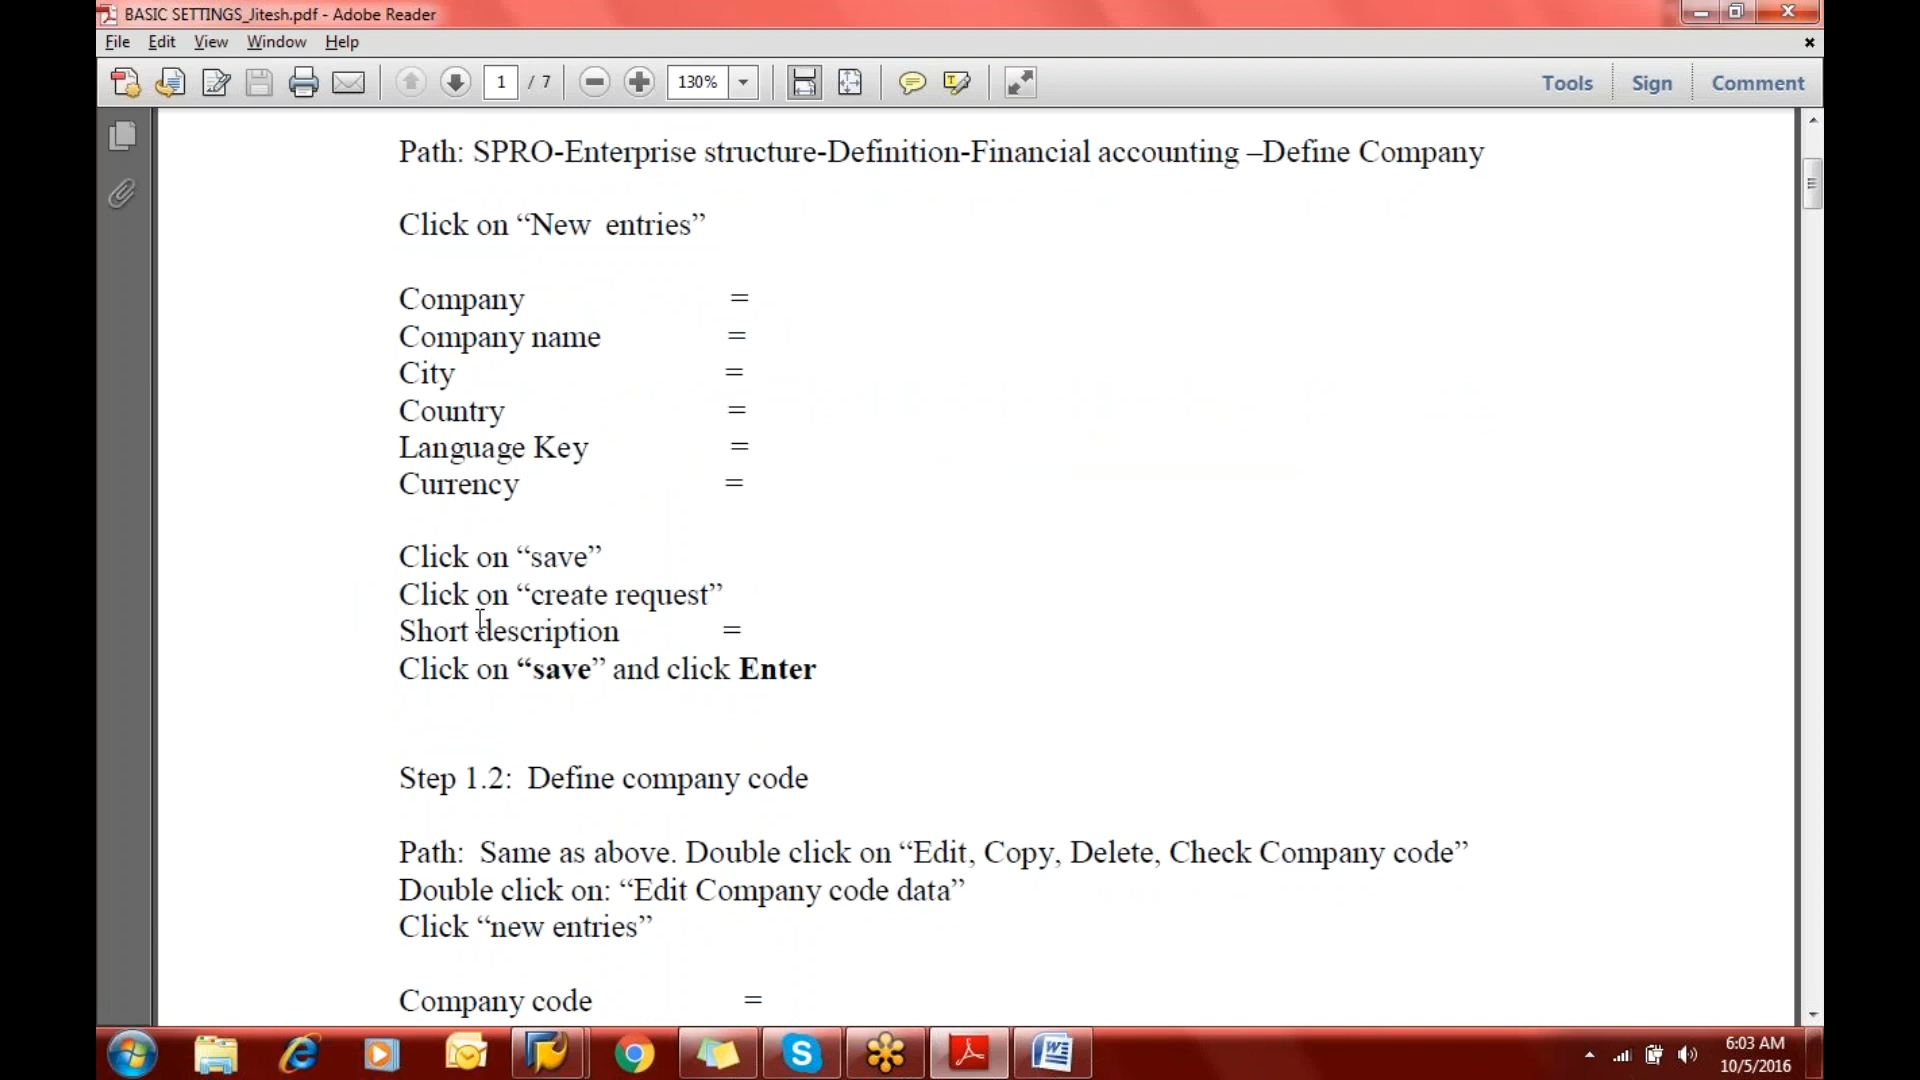 BASIC SETTINGS_Jitesh.pdf - Adobe Reader
File Edit View Window Help
1 / 7 130% Tools Sign Comment
Path: SPRO-Enterprise structure-Definition-Financial accounting –Define Company
Click on “New entries”
Company =
Company name =
City =
Country =
Language Key =
Currency =
Click on “save”
Click on “create request”
Short description =
Click on “save” and click Enter
Step 1.2: Define company code
Path: Same as above. Double click on “Edit, Copy, Delete, Check Company code”
Double click on: “Edit Company code data”
Click “new entries”
Company code =
6:03 AM
10/5/2016